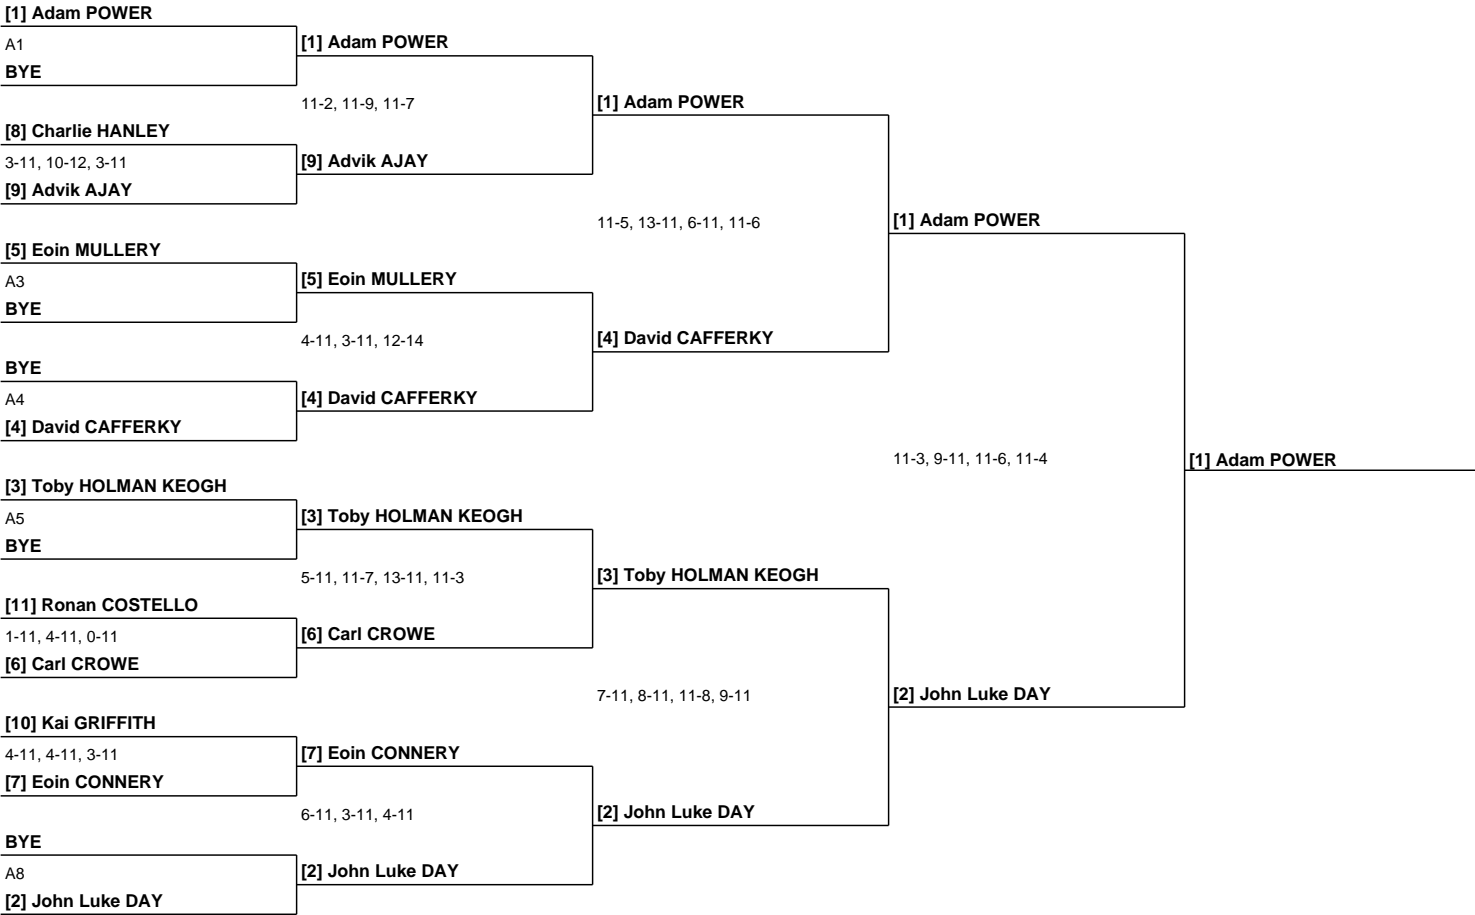 [1] Adam POWER
A1
BYE
[8] Charlie HANLEY
3-11, 10-12, 3-11
[9] Advik AJAY
[5] Eoin MULLERY
A3
BYE
BYE
A4
[4] David CAFFERKY
[3] Toby HOLMAN KEOGH
A5
BYE
[11] Ronan COSTELLO
1-11, 4-11, 0-11
[6] Carl CROWE
[10] Kai GRIFFITH
4-11, 4-11, 3-11
[7] Eoin CONNERY
BYE
A8
[2] John Luke DAY
[1] Adam POWER
11-2, 11-9, 11-7
[9] Advik AJAY
[5] Eoin MULLERY
4-11, 3-11, 12-14
[4] David CAFFERKY
[3] Toby HOLMAN KEOGH
5-11, 11-7, 13-11, 11-3
[6] Carl CROWE
[7] Eoin CONNERY
6-11, 3-11, 4-11
[2] John Luke DAY
[1] Adam POWER
11-5, 13-11, 6-11, 11-6
[4] David CAFFERKY
[3] Toby HOLMAN KEOGH
7-11, 8-11, 11-8, 9-11
[2] John Luke DAY
[1] Adam POWER
11-3, 9-11, 11-6, 11-4
[2] John Luke DAY
[1] Adam POWER